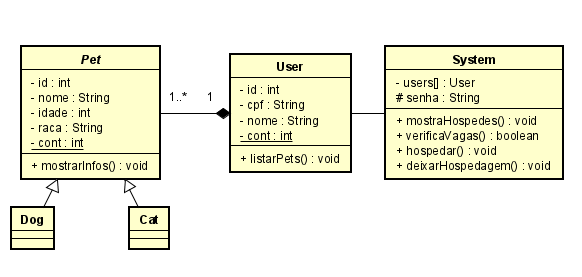 Pet
- id : int
- nome : String
- idade : int
- raca : String
- cont : int
+ mostrarInfos() : void
1..*
1
User
- id : int
- cpf : String
- nome : String
- cont : int
+ listarPets() : void
System
- users[] : User
# senha : String
+ mostraHospedes() : void
+ verificaVagas() : boolean
+ hospedar() : void
+ deixarHospedagem() : void
Dog
Cat